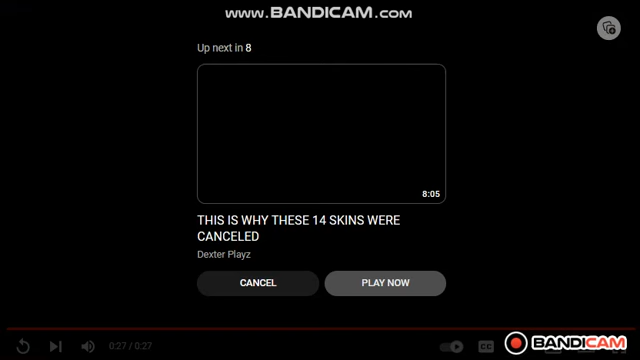 www.BANDICAM.com
Up next in 8
8:05
THIS IS WHY THESE 14 SKINS WERE
CANCELED
Dexter Playz
CANCEL
PLAY NOW
0:27 / 0:27
CC
BANDICAM